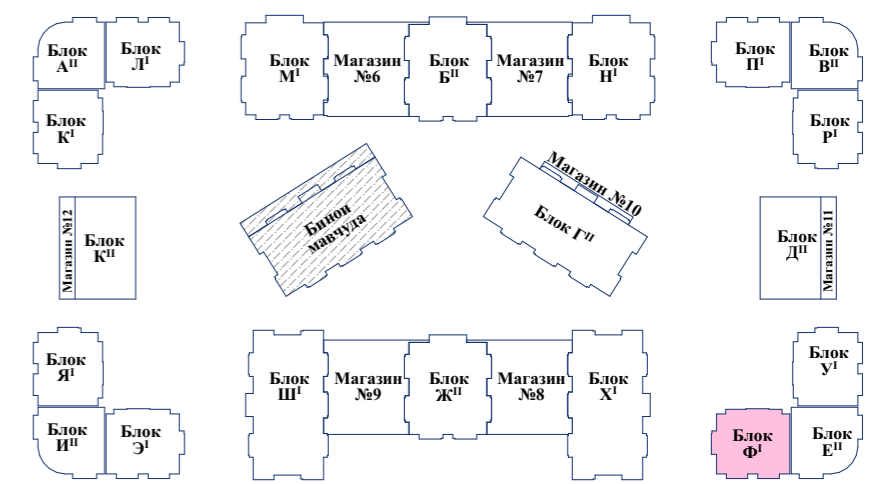 Блок
Аᴵᴵ
Блок
Лᴵ
Блок
Кᴵ
Блок
Мᴵ
Магазин
№6
Блок
Бᴵᴵ
Магазин
№7
Блок
Нᴵ
Блок
Пᴵ
Блок
Вᴵᴵ
Блок
Рᴵ
Магазин №12
Блок
Кᴵᴵ
Бинои
мавчуда
Магазин №10
Блок Гᴵᴵ
Блок
Дᴵᴵ
Магазин №11
Блок
Яᴵ
Блок
Иᴵᴵ
Блок
Эᴵ
Блок
Шᴵ
Магазин
№9
Блок
Жᴵᴵ
Магазин
№8
Блок
Хᴵ
Блок
Уᴵ
Блок
Фᴵ
Блок
Еᴵᴵ